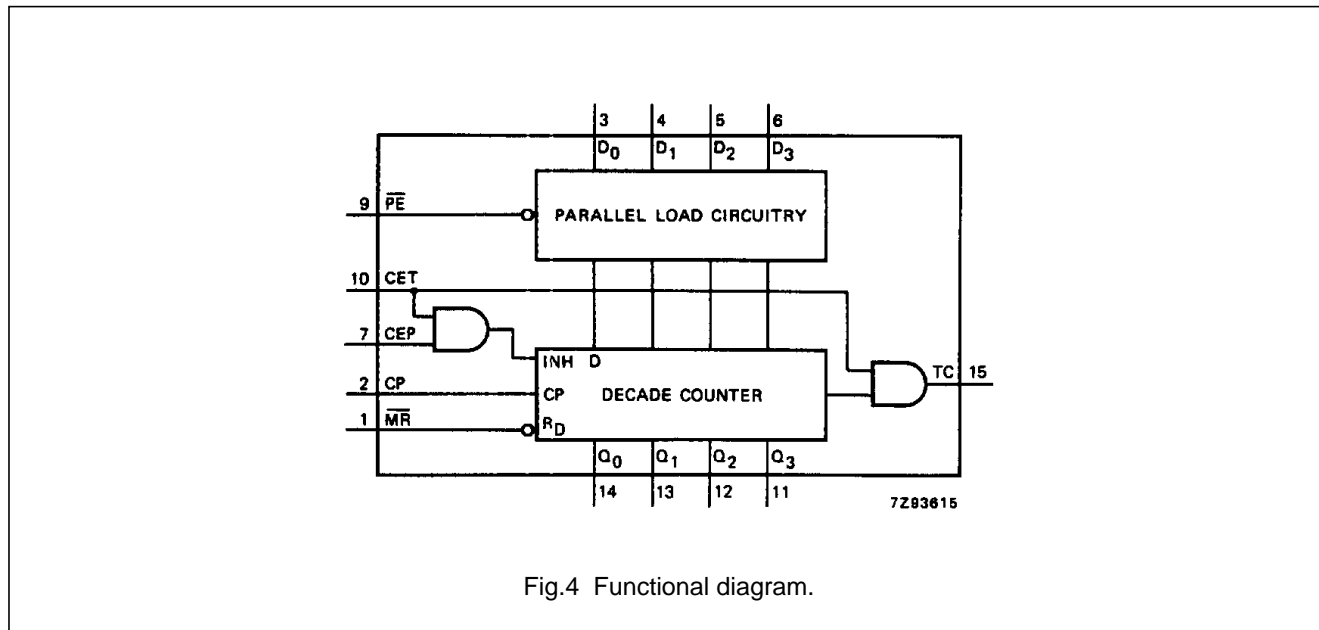 3 4 5 6
D0 D1 D2 D3
9 PE
PARALLEL LOAD CIRCUITRY
10 CET
7 CEP
INH D
TC 15
2 CP
CP DECADE COUNTER
1 MR
RD
Q0 Q1 Q2 Q3
14 13 12 11
7Z93615
Fig.4 Functional diagram.